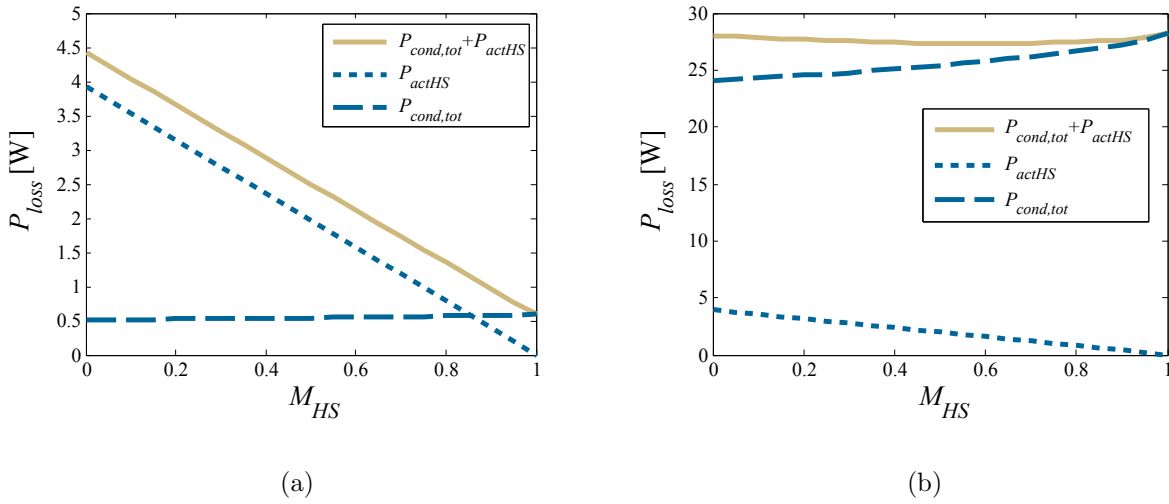 5
4.5
4
3.5
3
2.5
2
1.5
1
0.5
0
P_loss [W]
P_cond,tot+P_actHS
P_actHS
P_cond,tot
0 0.2 0.4 0.6 0.8 1
M_HS
(a)
30
25
20
15
10
5
0
P_loss [W]
P_cond,tot+P_actHS
P_actHS
P_cond,tot
0 0.2 0.4 0.6 0.8 1
M_HS
(b)